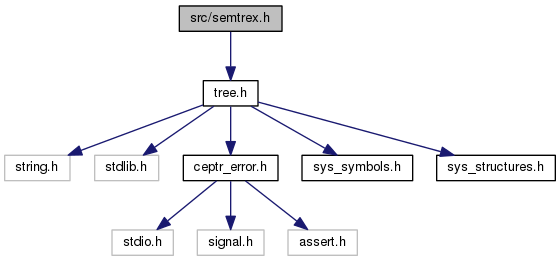 src/semtrex.h
tree.h
string.h
stdlib.h
ceptr_error.h
sys_symbols.h
sys_structures.h
stdio.h
signal.h
assert.h